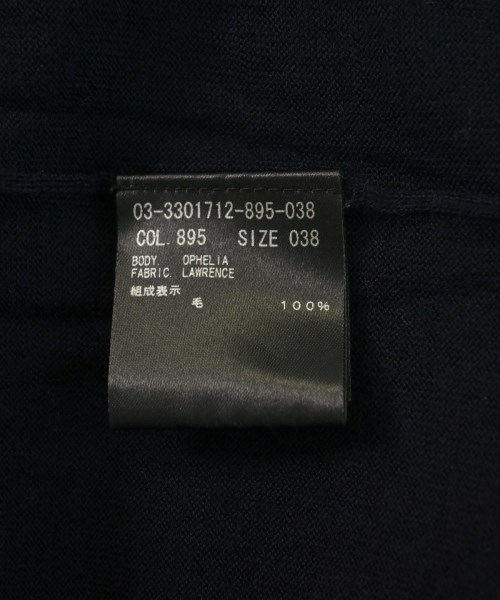 03-3301712-895-038
COL. 895 SIZE 038
BODY. OPHELIA
FABRIC. LAWRENCE
組成表示
毛 100%